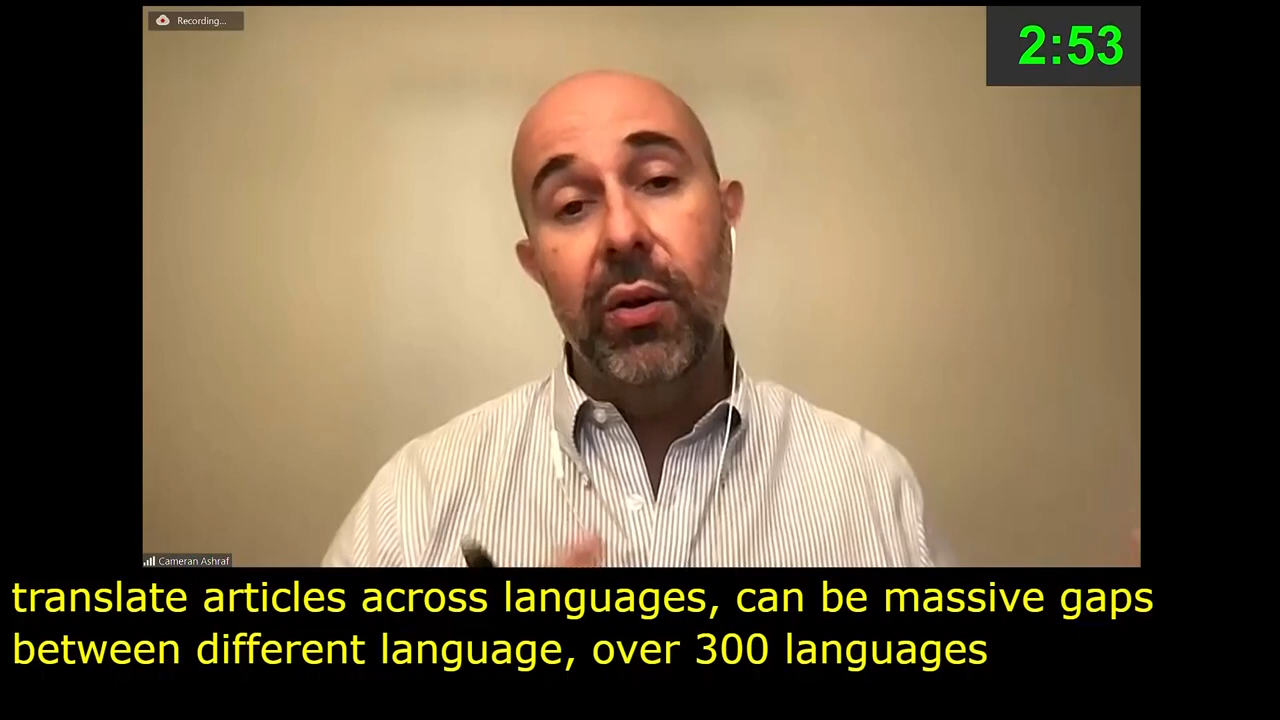 Recording...
2:53
Cameran Ashraf
translate articles across languages, can be massive gaps
between different language, over 300 languages